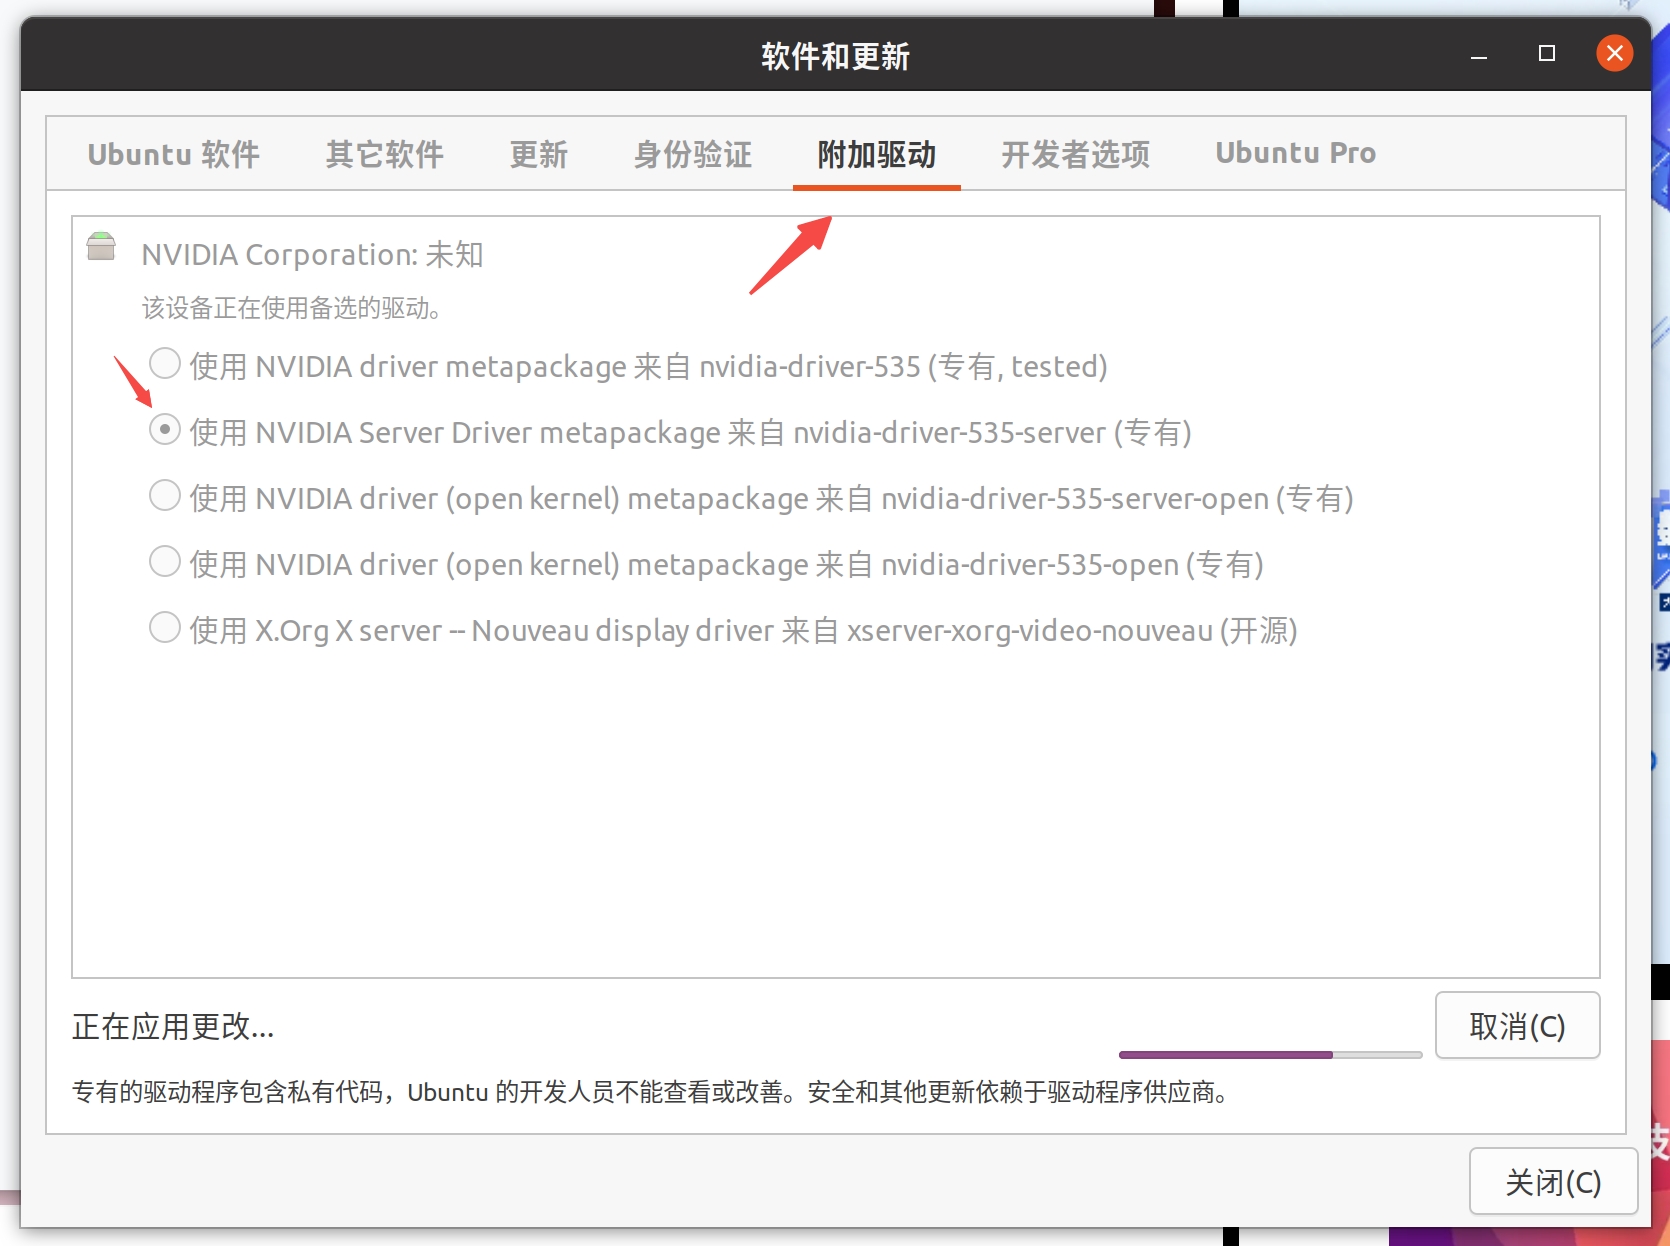 软件和更新
Ubuntu 软件 其它软件 更新 身份验证 附加驱动 开发者选项 Ubuntu Pro
NVIDIA Corporation: 未知
该设备正在使用备选的驱动。
使用 NVIDIA driver metapackage 来自 nvidia-driver-535 (专有, tested)
使用 NVIDIA Server Driver metapackage 来自 nvidia-driver-535-server (专有)
使用 NVIDIA driver (open kernel) metapackage 来自 nvidia-driver-535-server-open (专有)
使用 NVIDIA driver (open kernel) metapackage 来自 nvidia-driver-535-open (专有)
使用 X.Org X server -- Nouveau display driver 来自 xserver-xorg-video-nouveau (开源)
正在应用更改...
取消(C)
专有的驱动程序包含私有代码，Ubuntu 的开发人员不能查看或改善。安全和其他更新依赖于驱动程序供应商。
关闭(C)